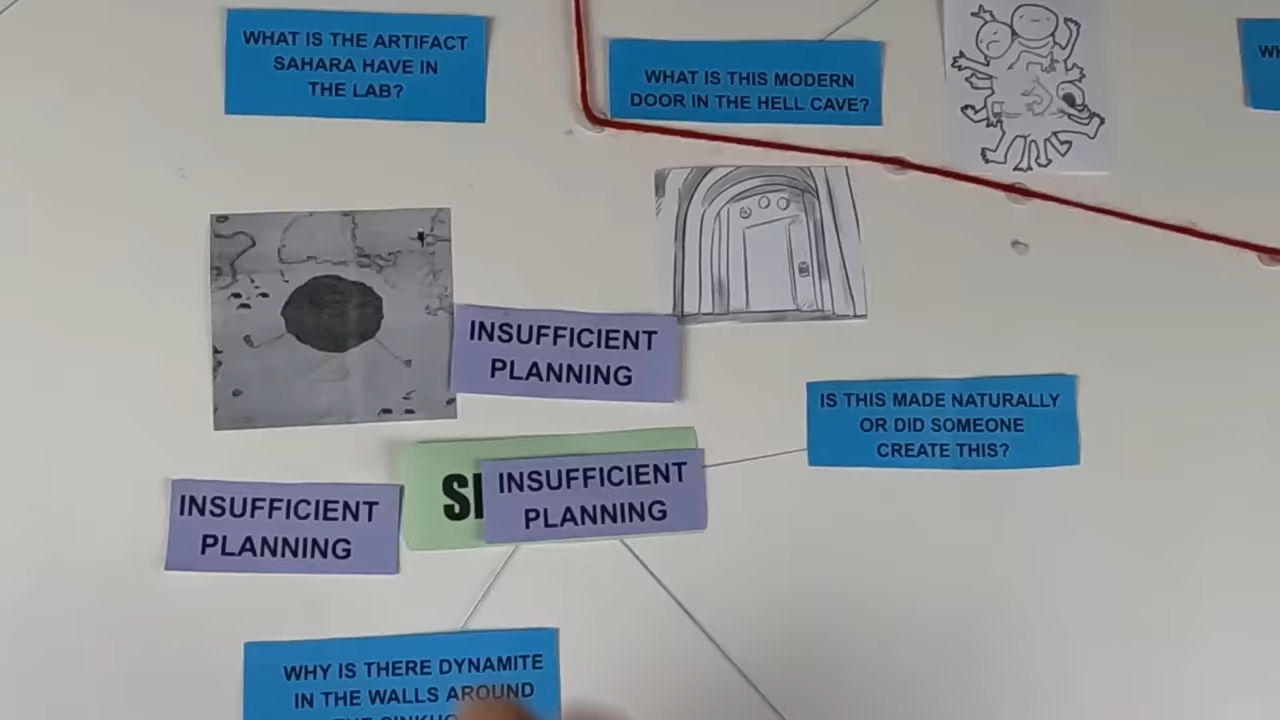 WHAT IS THE ARTIFACT
SAHARA HAVE IN
THE LAB?
WHAT IS THIS MODERN
DOOR IN THE HELL CAVE?
INSUFFICIENT
PLANNING
IS THIS MADE NATURALLY
OR DID SOMEONE
CREATE THIS?
INSUFFICIENT
PLANNING
INSUFFICIENT
PLANNING
WHY IS THERE DYNAMITE
IN THE WALLS AROUND